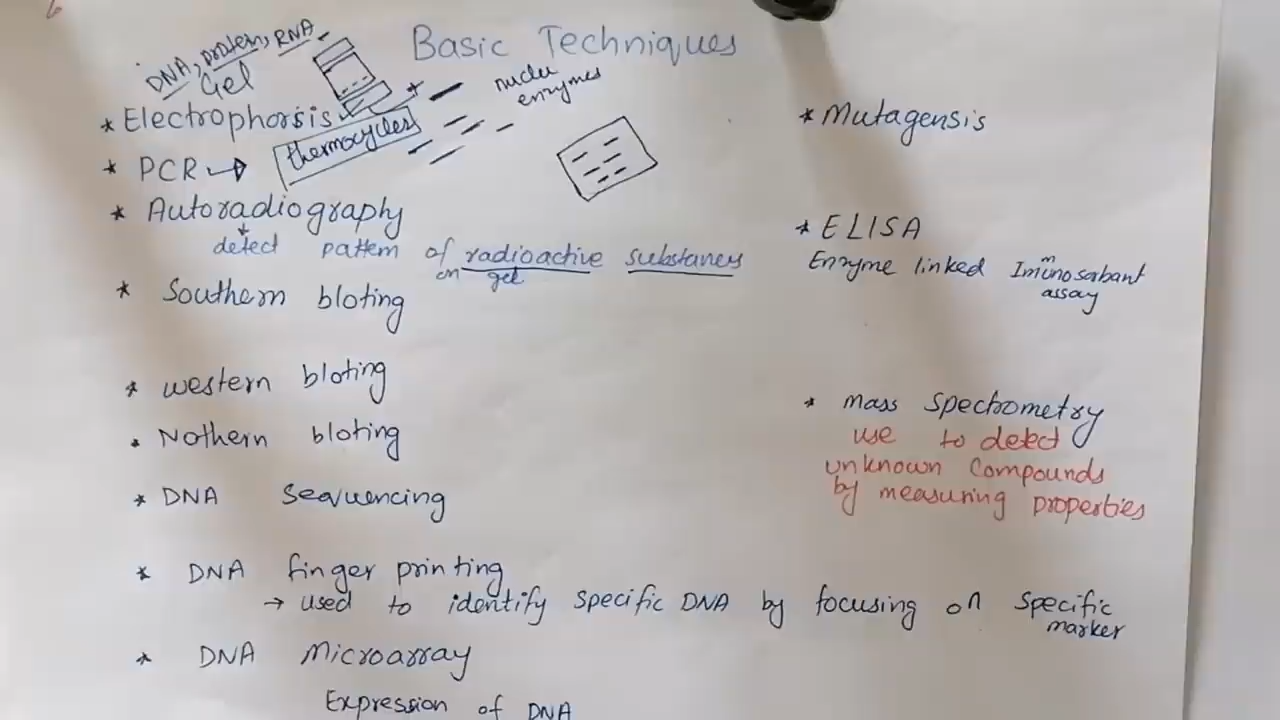 Basic Techniques
DNA, protein, RNA
Gel
* Electrophorsis
nucleu
enzymes
* PCR → thermocycler
* Autoradiography
detect pattern of radioactive substances
on gel
* Southern bloting
* western bloting
* Nothern bloting
* DNA Sequencing
* DNA finger printing
→ used to identify specific DNA by focusing on specific
marker
* DNA Microarray
Expression of DNA
* Mutagensis
* ELISA
Enzyme linked Immunosorbant
assay
* mass spectrometry
use to detect
unknown compounds
by measuring properties